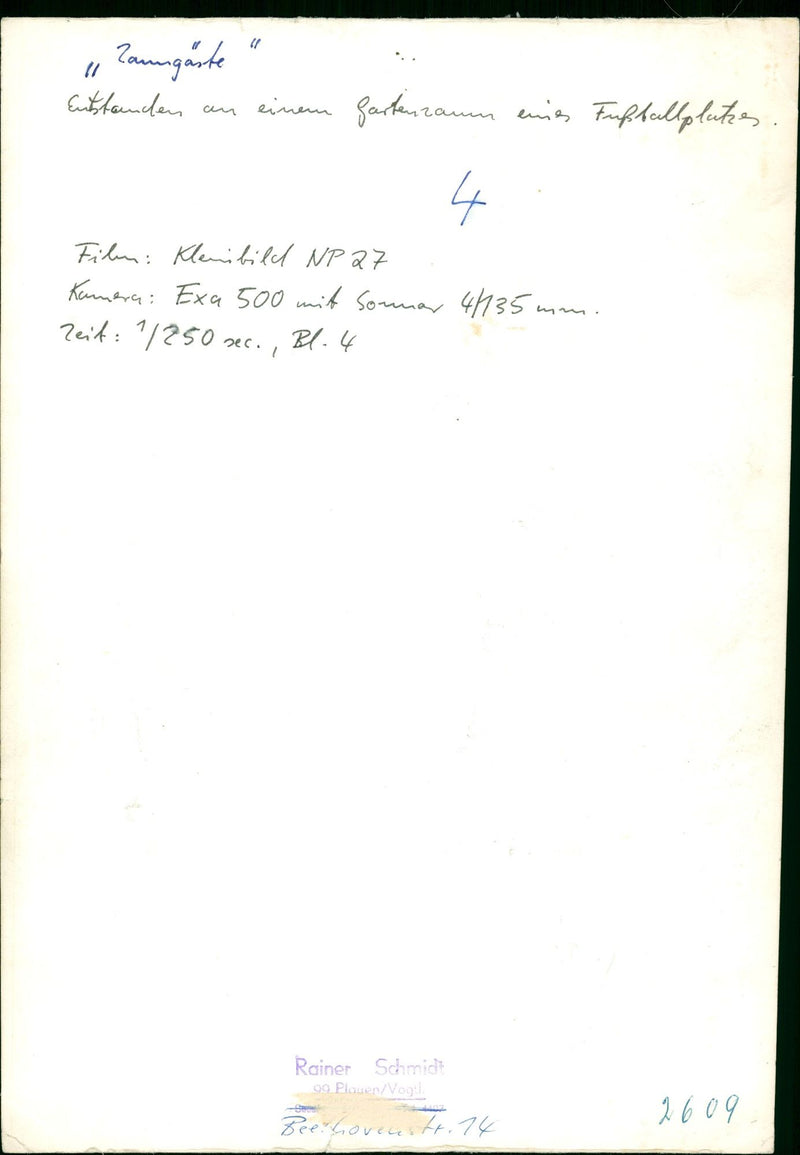 „Zaungäste"
Entstanden an einem Gartenzaun eines Fußballplatzes.
4
Film: Kleinbild NP 27
Kamera: Exa 500 mit Sonnar 4/135 mm.
Zeit: 1/250 sec., Bl. 4
Rainer Schmidt
99 Plauen/Vogtl.
Beethovenstr. 14
2609